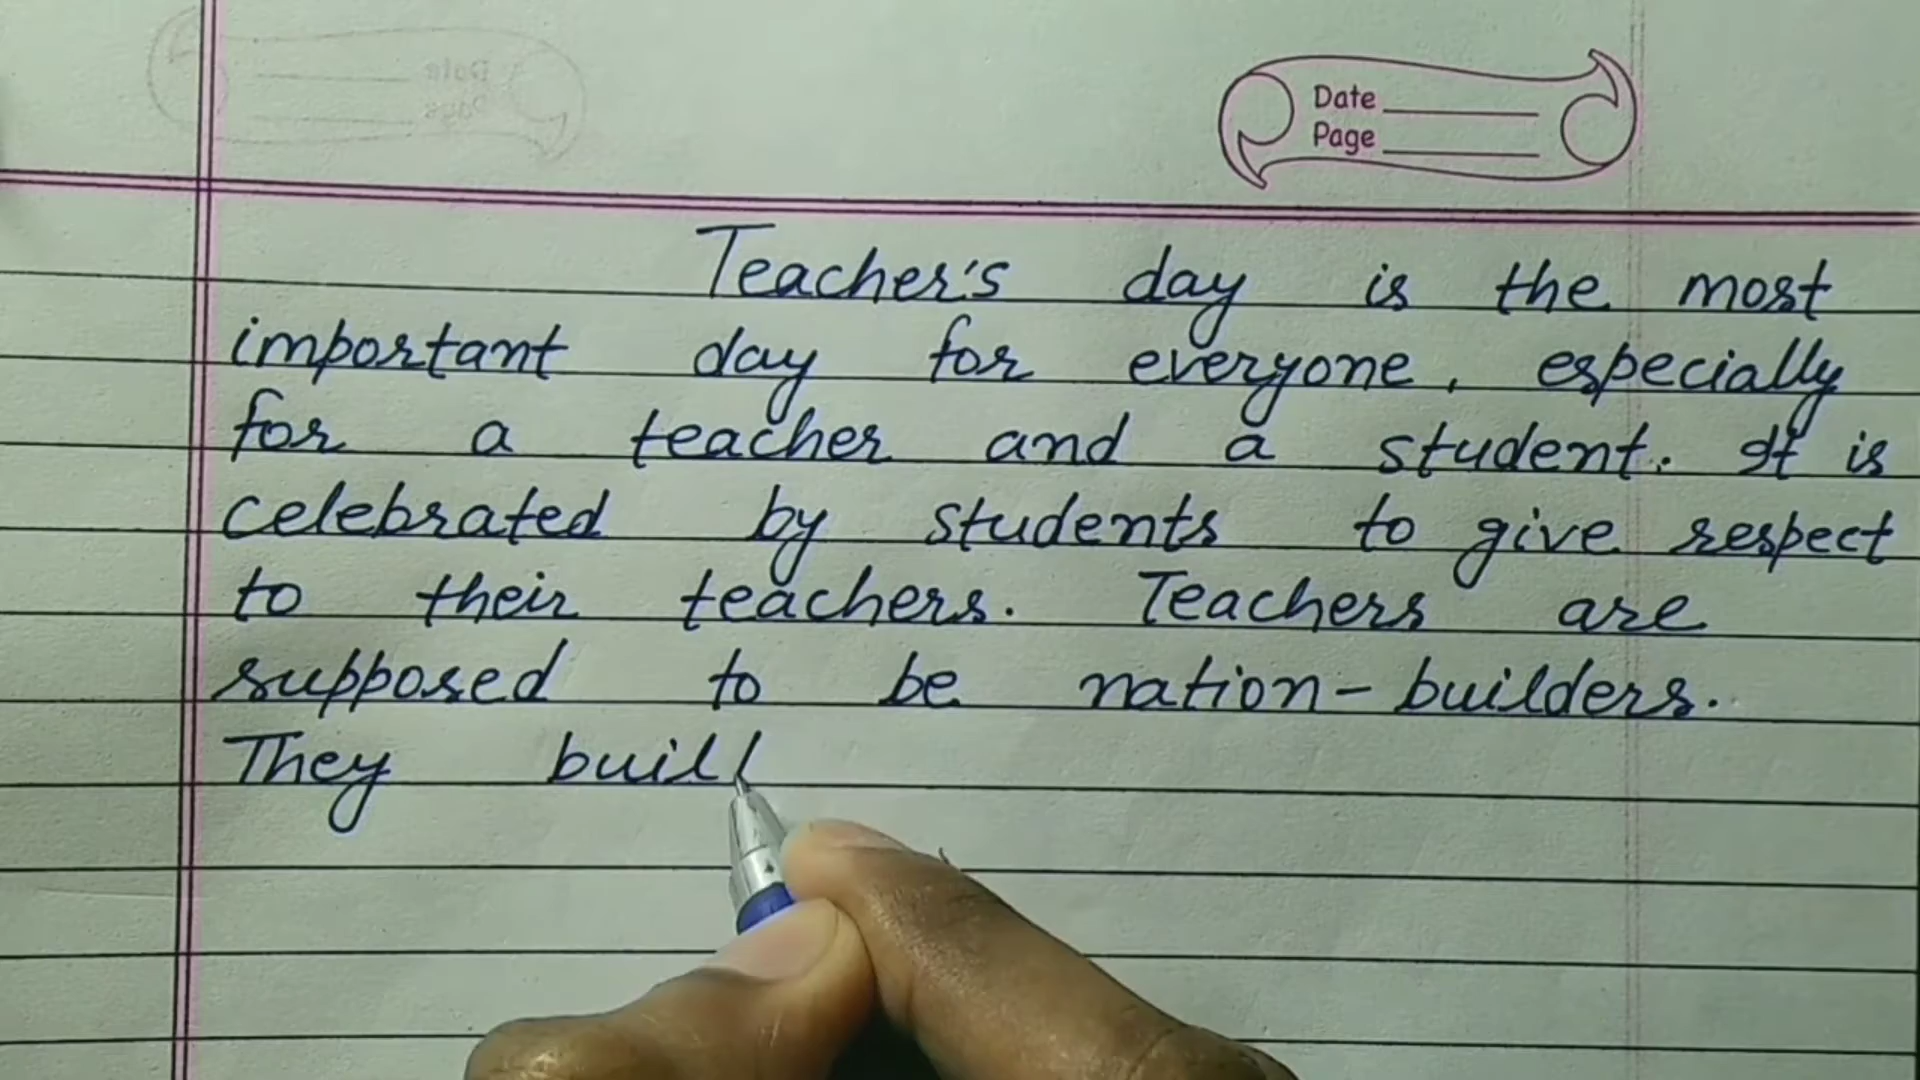 Date
Page
Teacher's day is the most
important day for everyone, especially
for a teacher and a student. It is
celebrated by students to give respect
to their teachers. Teachers are
supposed to be nation-builders.
They buil